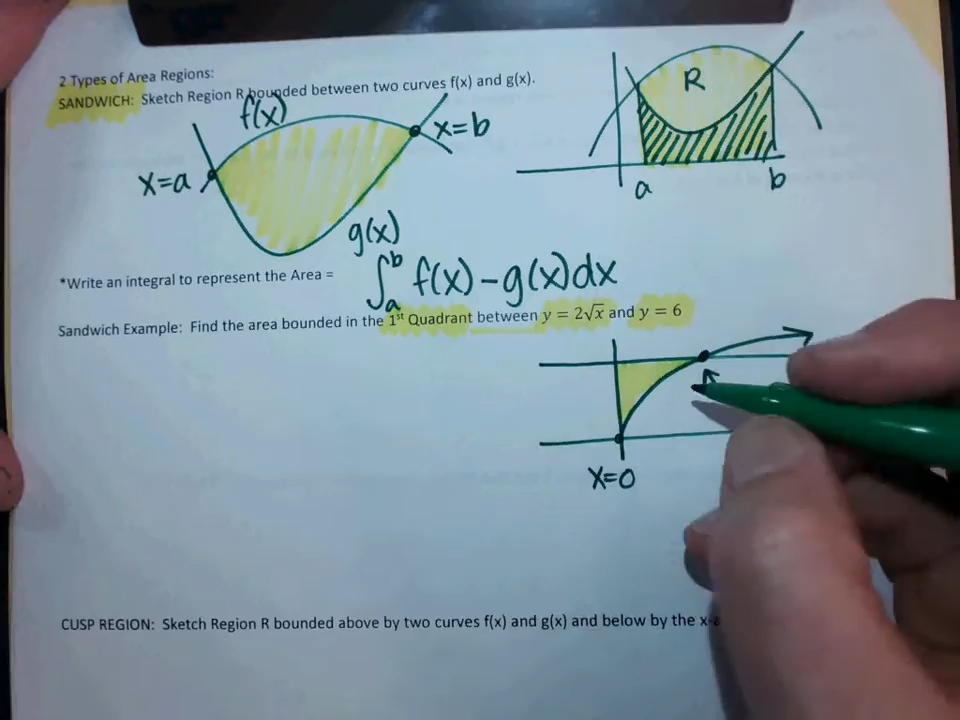 2 Types of Area Regions:
SANDWICH: Sketch Region R bounded between two curves f(x) and g(x).
f(x)
x=b
x=a
g(x)
R
a
b
*Write an integral to represent the Area = ∫_a^b f(x)-g(x)dx
Sandwich Example: Find the area bounded in the 1st Quadrant between y = 2√x and y = 6
x=0
CUSP REGION: Sketch Region R bounded above by two curves f(x) and g(x) and below by the